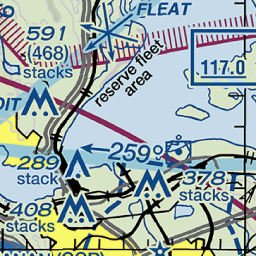 FLEAT
591
(468)
stacks
reserve fleet
area
117.0
259°
289
stack
378
stacks
408
stacks